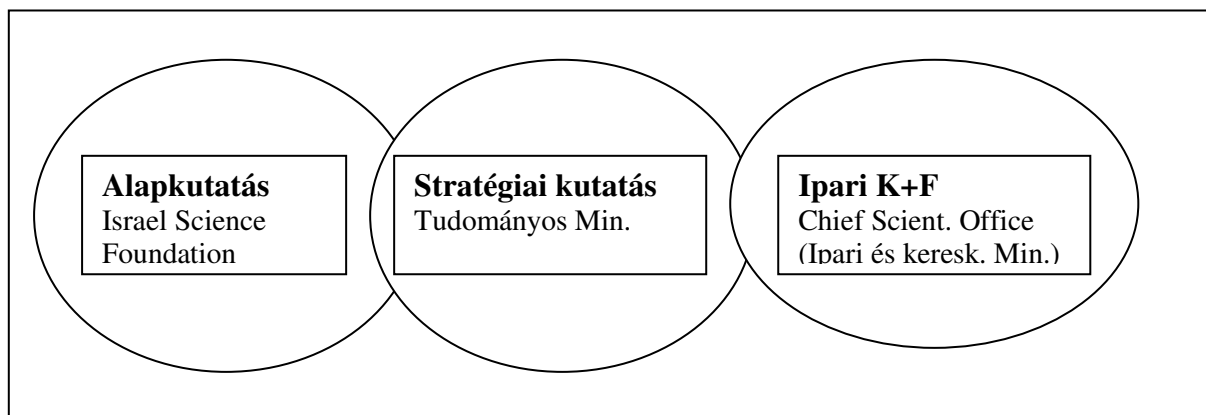 Alapkutatás
Israel Science
Foundation
Stratégiai kutatás
Tudományos Min.
Ipari K+F
Chief Scient. Office
(Ipari és keresk. Min.)